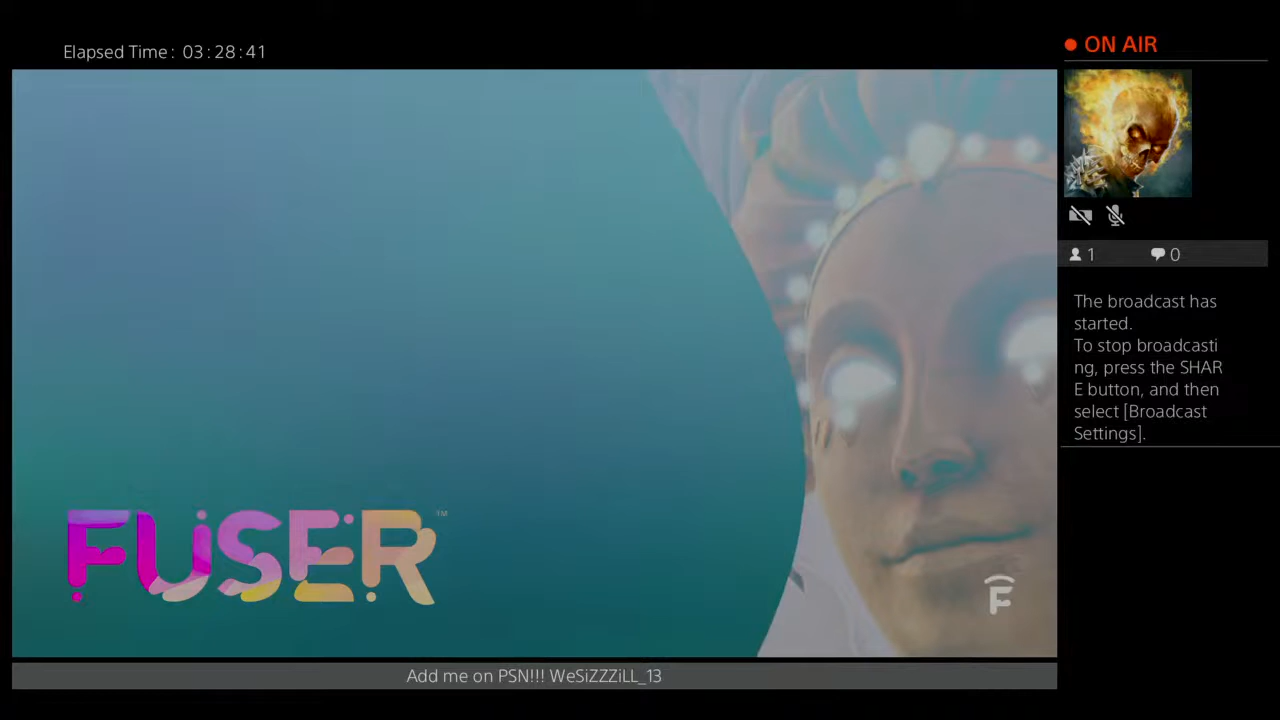 Elapsed Time: 03:28:41
ON AIR
1
0
The broadcast has
started.
To stop broadcasti
ng, press the SHAR
E button, and then
select [Broadcast
Settings].
FUSER™
F
Add me on PSN!!! WeSiZZZiLL_13